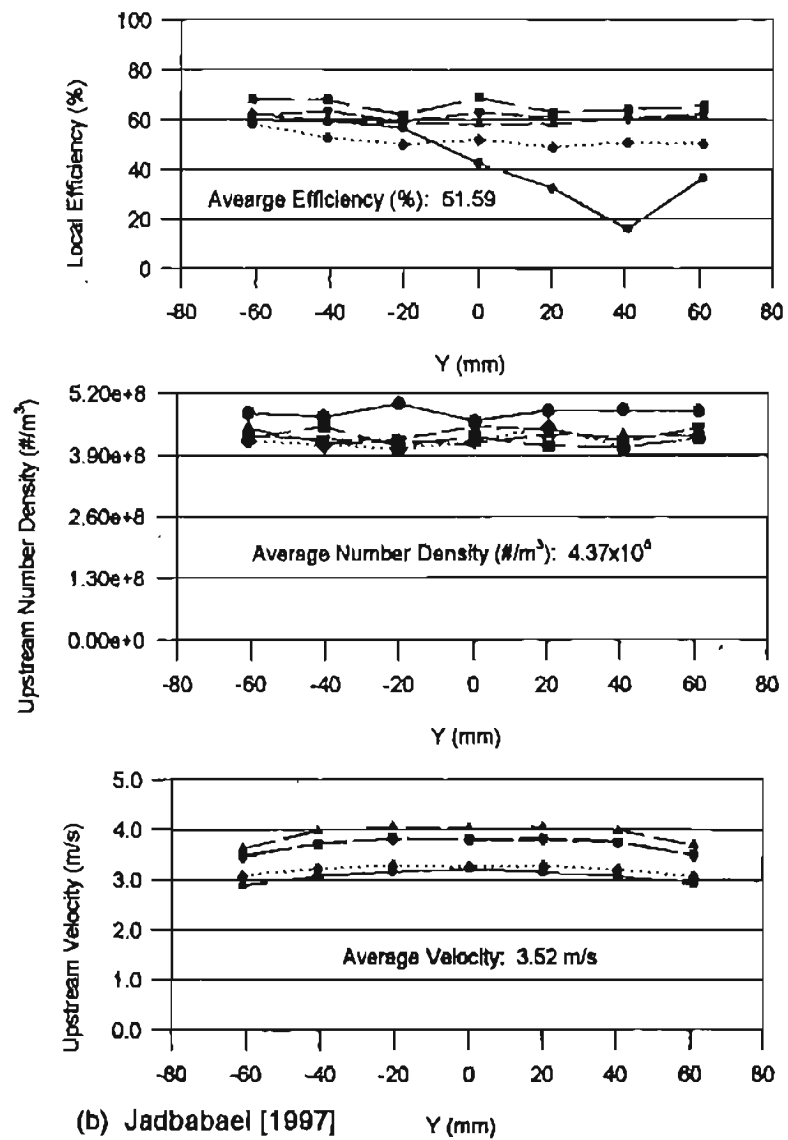 100
80
60
40
20
0
Local Efficiency (%)
Avearge Efficiency (%): 51.59
-80 -60 -40 -20 0 20 40 60 80
Y (mm)
5.20e+8
3.90e+8
2.60e+8
1.30e+8
0.00e+0
Upstream Number Density (#/m³)
Average Number Density (#/m³): 4.37x10⁸
-80 -60 -40 -20 0 20 40 60 80
Y (mm)
5.0
4.0
3.0
2.0
1.0
0.0
Upstream Velocity (m/s)
Average Velocity: 3.52 m/s
-80 -60 -40 -20 0 20 40 60 80
Y (mm)
(b) Jadbabaei [1997]